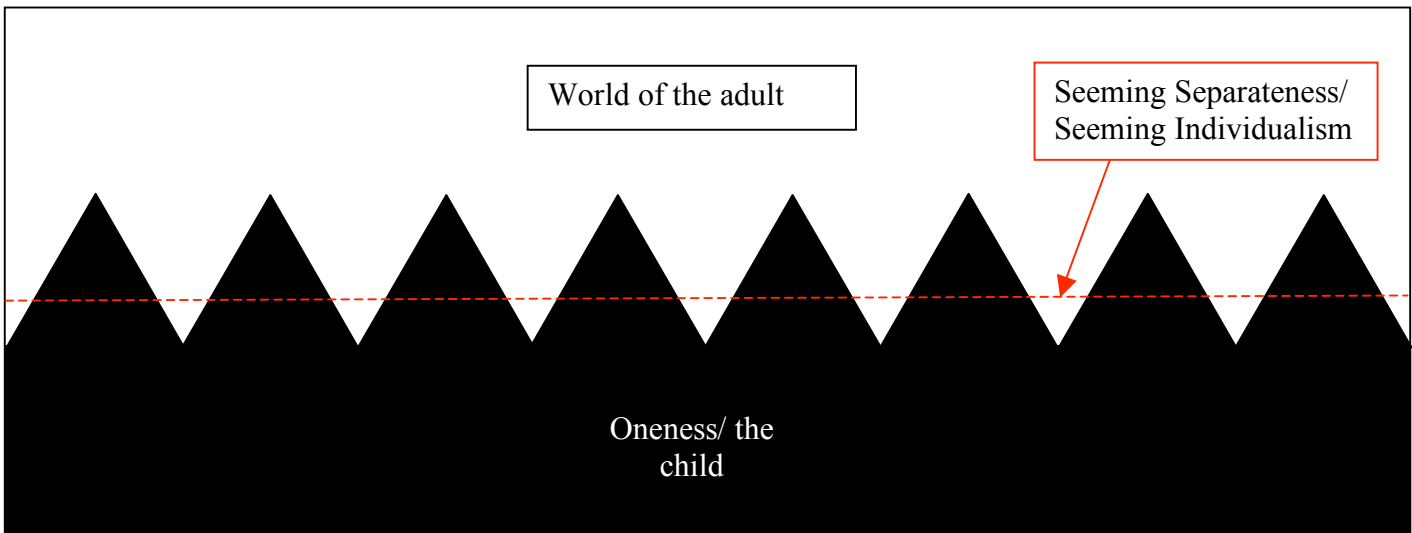 World of the adult
Seeming Separateness/
Seeming Individualism
Oneness/ the
child